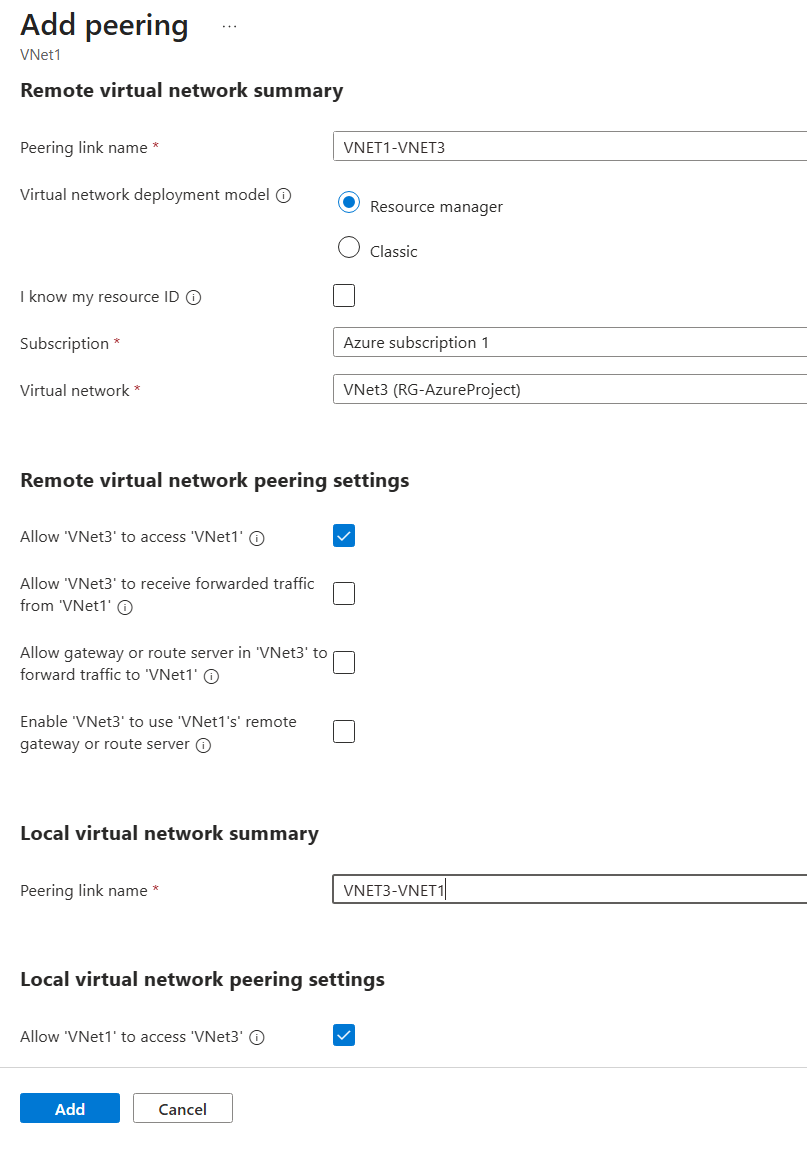 Add peering ...
VNet1
Remote virtual network summary
Peering link name * VNET1-VNET3
Virtual network deployment model Resource manager
Classic
I know my resource ID
Subscription * Azure subscription 1
Virtual network * VNet3 (RG-AzureProject)
Remote virtual network peering settings
Allow 'VNet3' to access 'VNet1'
Allow 'VNet3' to receive forwarded traffic
from 'VNet1'
Allow gateway or route server in 'VNet3' to
forward traffic to 'VNet1'
Enable 'VNet3' to use 'VNet1's' remote
gateway or route server
Local virtual network summary
Peering link name * VNET3-VNET1
Local virtual network peering settings
Allow 'VNet1' to access 'VNet3'
Add Cancel